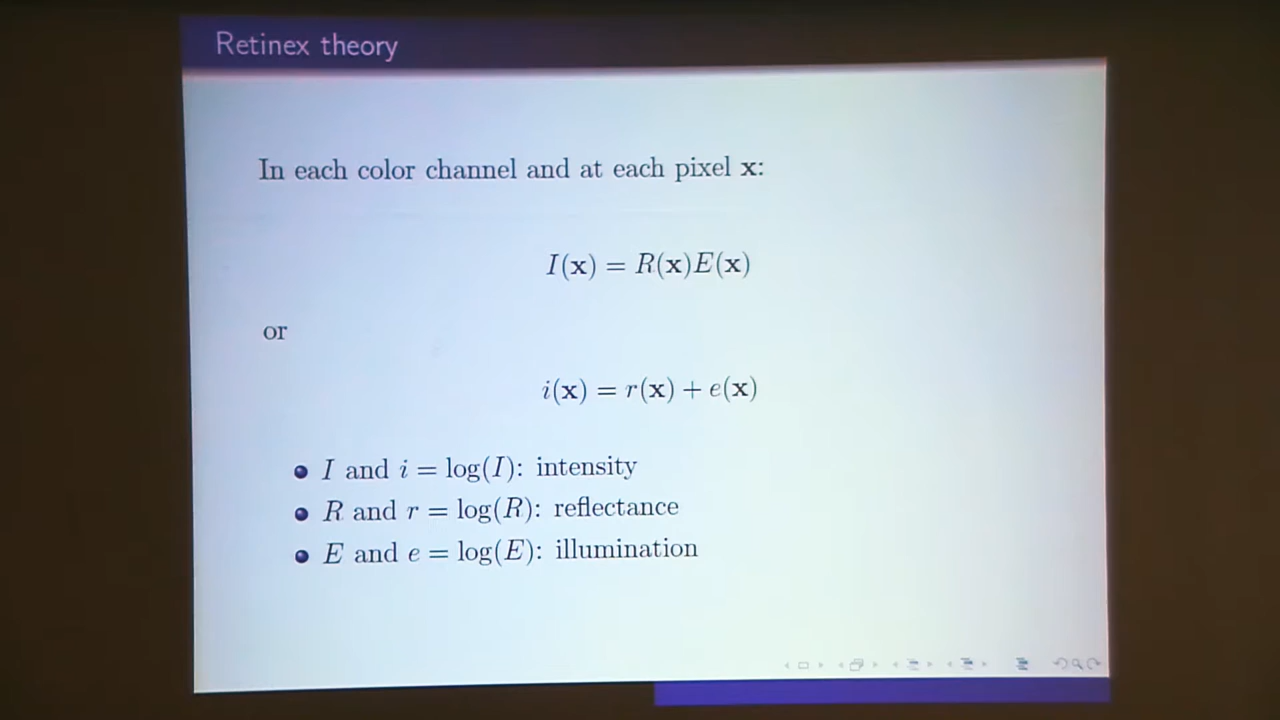 Retinex theory
In each color channel and at each pixel x:
I(x) = R(x)E(x)
or
i(x) = r(x) + e(x)
I and i = log(I): intensity
R and r = log(R): reflectance
E and e = log(E): illumination